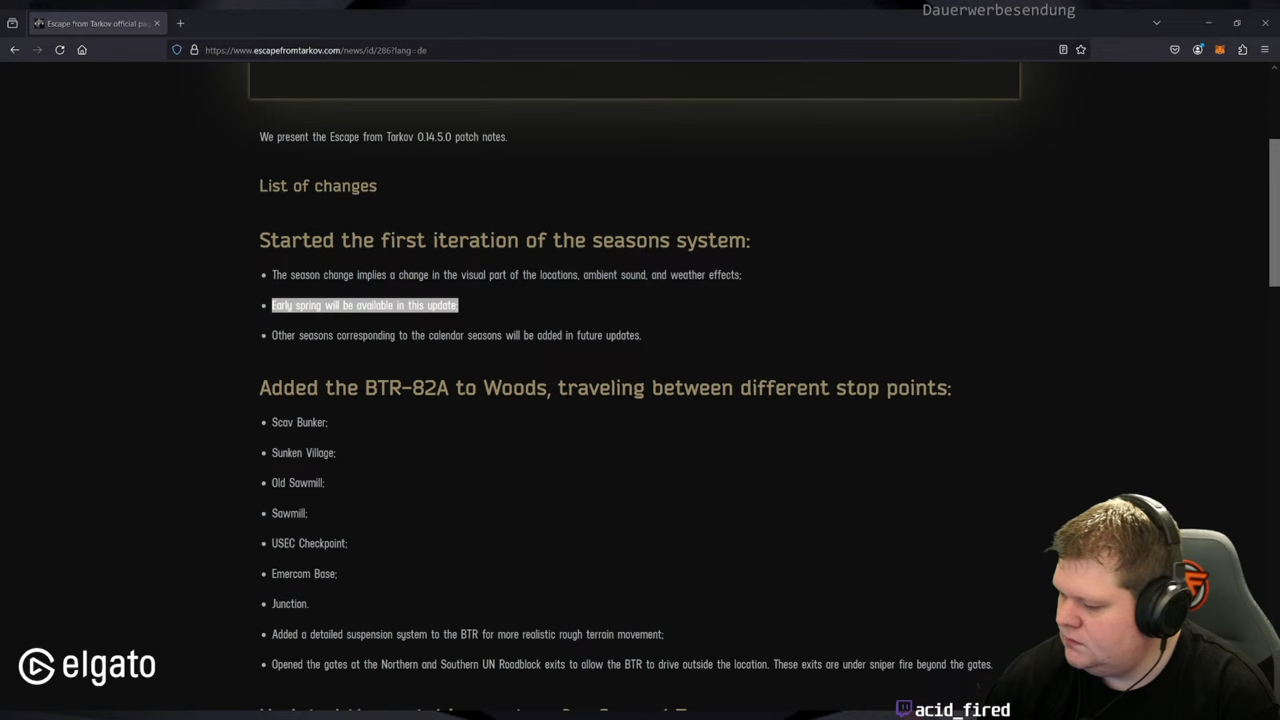 Dauerwerbesendung
Escape from Tarkov official pag
https://www.escapefromtarkov.com/news/id/286?lang=de
We present the Escape from Tarkov 0.14.5.0 patch notes.
List of changes
Started the first iteration of the seasons system:
• The season change implies a change in the visual part of the locations, ambient sound, and weather effects;
• Early spring will be available in this update;
• Other seasons corresponding to the calendar seasons will be added in future updates.
Added the BTR-82A to Woods, traveling between different stop points:
• Scav Bunker;
• Sunken Village;
• Old Sawmill;
• Sawmill;
• USEC Checkpoint;
• Emercom Base;
• Junction.
• Added a detailed suspension system to the BTR for more realistic rough terrain movement;
• Opened the gates at the Northern and Southern UN Roadblock exits to allow the BTR to drive outside the location. These exits are under sniper fire beyond the gates.
elgato
acid_fired